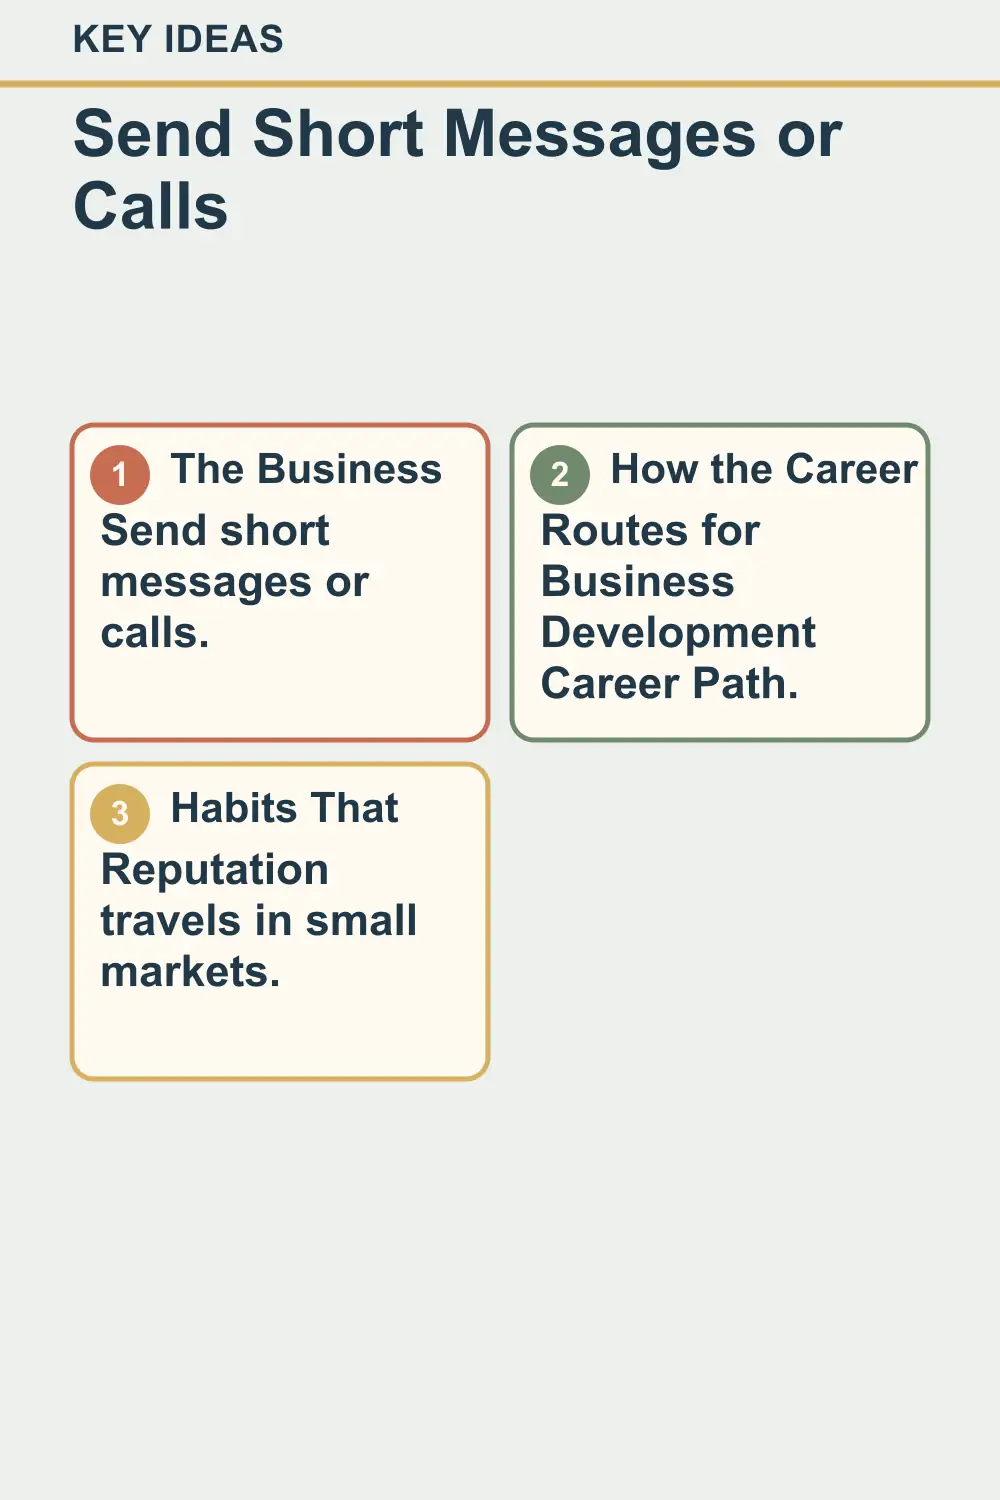 KEY IDEAS
Send Short Messages or
Calls
1 The Business
Send short
messages or
calls.
2 How the Career
Routes for
Business
Development
Career Path.
3 Habits That
Reputation
travels in small
markets.